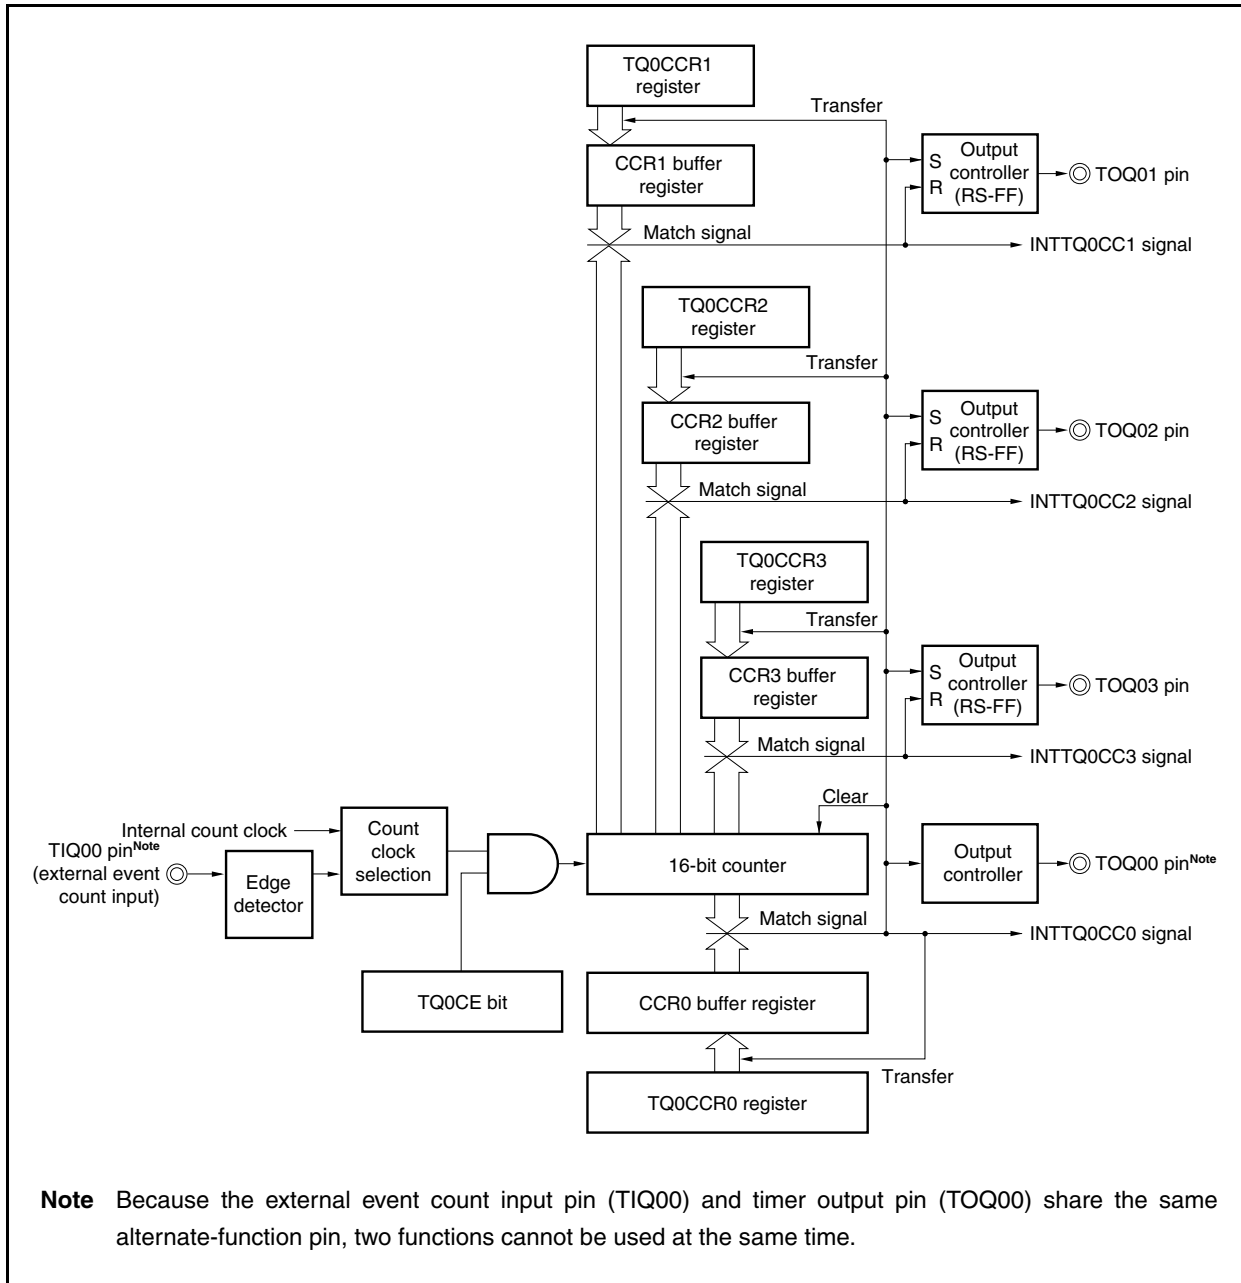 TQ0CCR1
register
Transfer
CCR1 buffer
register
S
R
Output
controller
(RS-FF)
TOQ01 pin
Match signal
INTTQ0CC1 signal
TQ0CCR2
register
Transfer
CCR2 buffer
register
S
R
Output
controller
(RS-FF)
TOQ02 pin
Match signal
INTTQ0CC2 signal
TQ0CCR3
register
Transfer
CCR3 buffer
register
S
R
Output
controller
(RS-FF)
TOQ03 pin
Match signal
INTTQ0CC3 signal
Clear
Internal count clock
TIQ00 pinNote
(external event
count input)
Edge
detector
Count
clock
selection
16-bit counter
Output
controller
TOQ00 pinNote
Match signal
INTTQ0CC0 signal
TQ0CE bit
CCR0 buffer register
Transfer
TQ0CCR0 register
Note Because the external event count input pin (TIQ00) and timer output pin (TOQ00) share the same
alternate-function pin, two functions cannot be used at the same time.